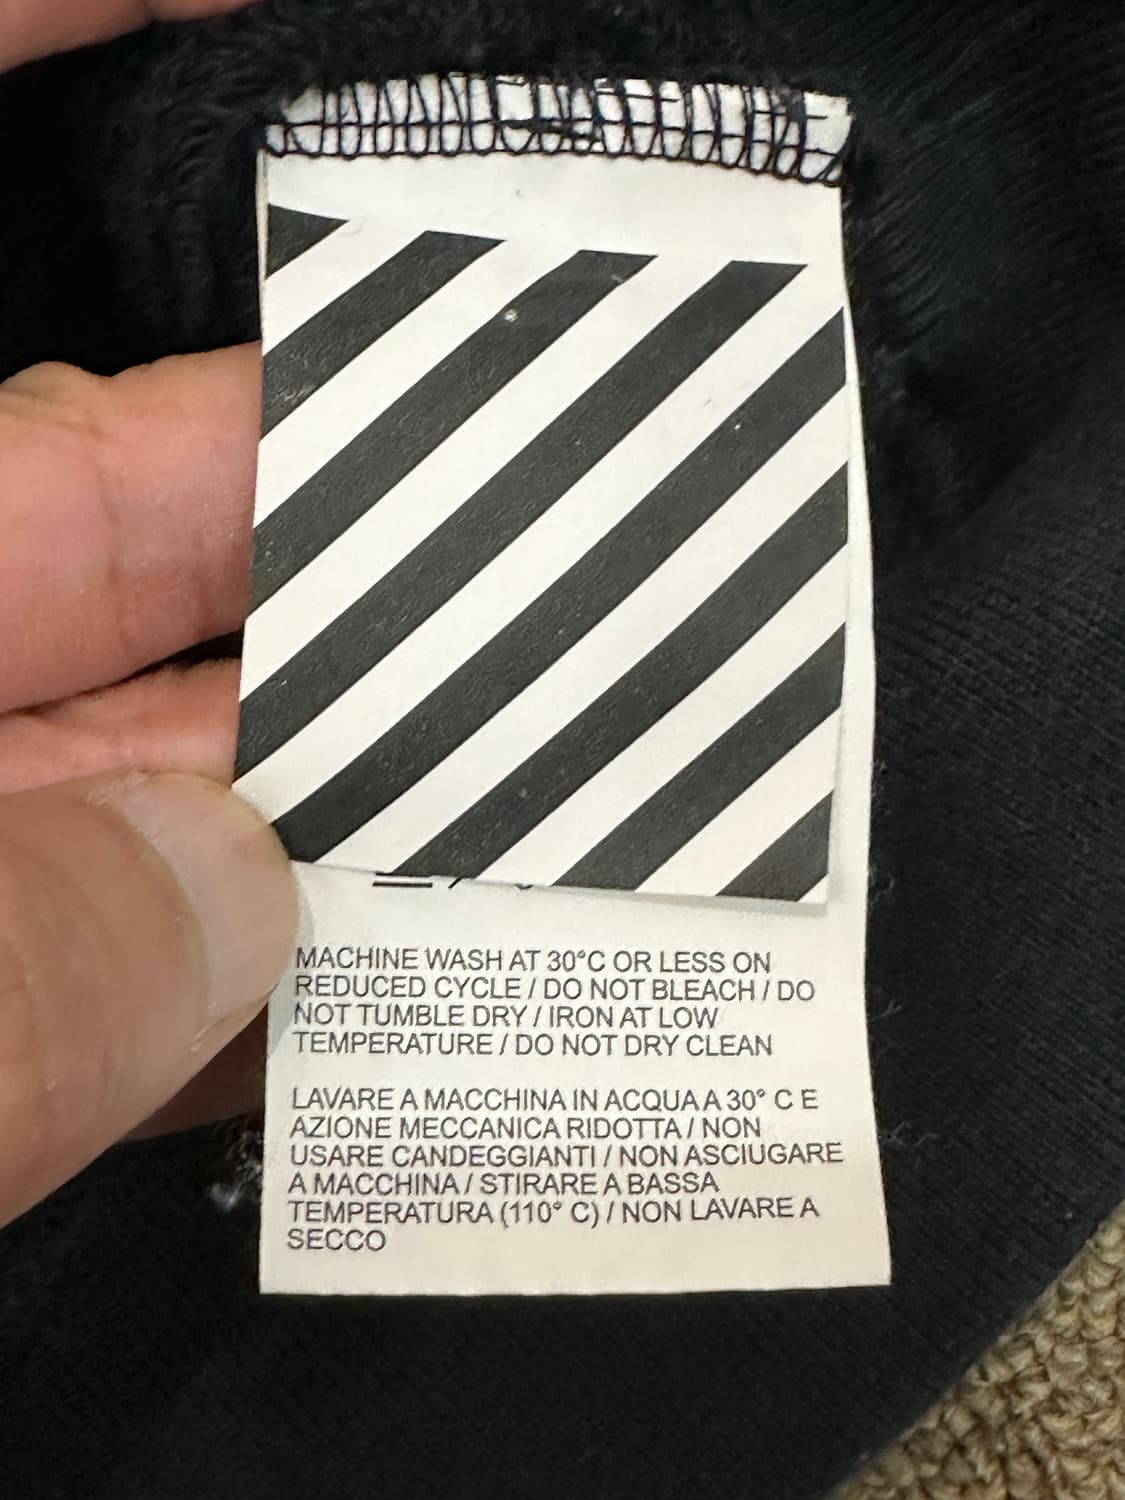 MACHINE WASH AT 30°C OR LESS ON
REDUCED CYCLE / DO NOT BLEACH / DO
NOT TUMBLE DRY / IRON AT LOW
TEMPERATURE / DO NOT DRY CLEAN
LAVARE A MACCHINA IN ACQUA A 30° C E
AZIONE MECCANICA RIDOTTA / NON
USARE CANDEGGIANTI / NON ASCIUGARE
A MACCHINA / STIRARE A BASSA
TEMPERATURA (110° C) / NON LAVARE A
SECCO